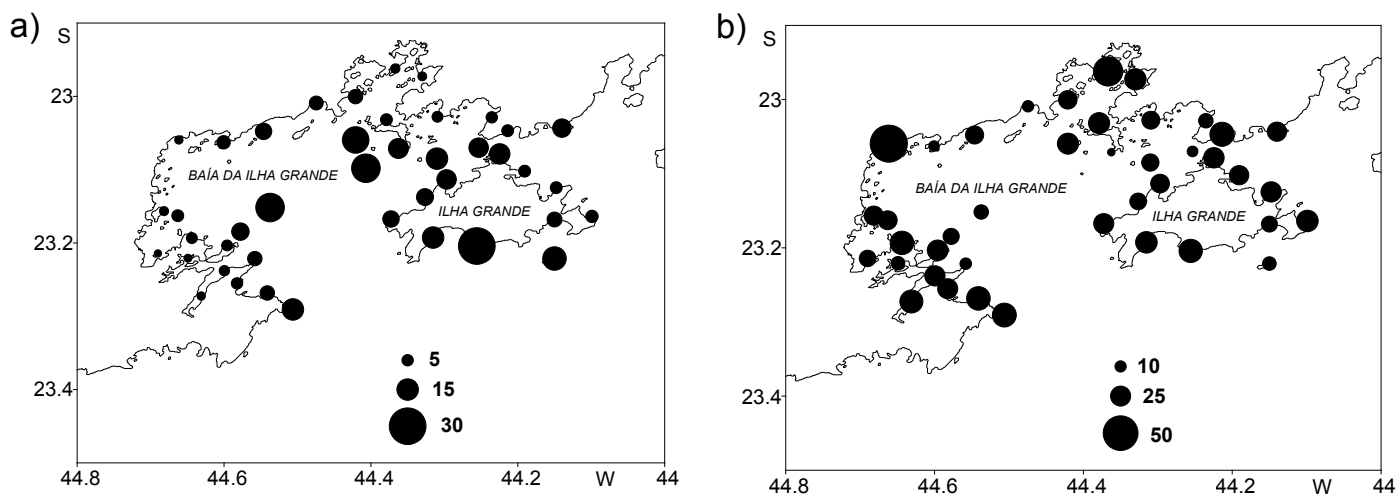 a)
S
23
BAÍA DA ILHA GRANDE
ILHA GRANDE
23.2
5
15
23.4
30
44.8
44.6
44.4
44.2
W
44
b)
S
23
BAÍA DA ILHA GRANDE
ILHA GRANDE
23.2
10
25
23.4
50
44.8
44.6
44.4
44.2
W
44